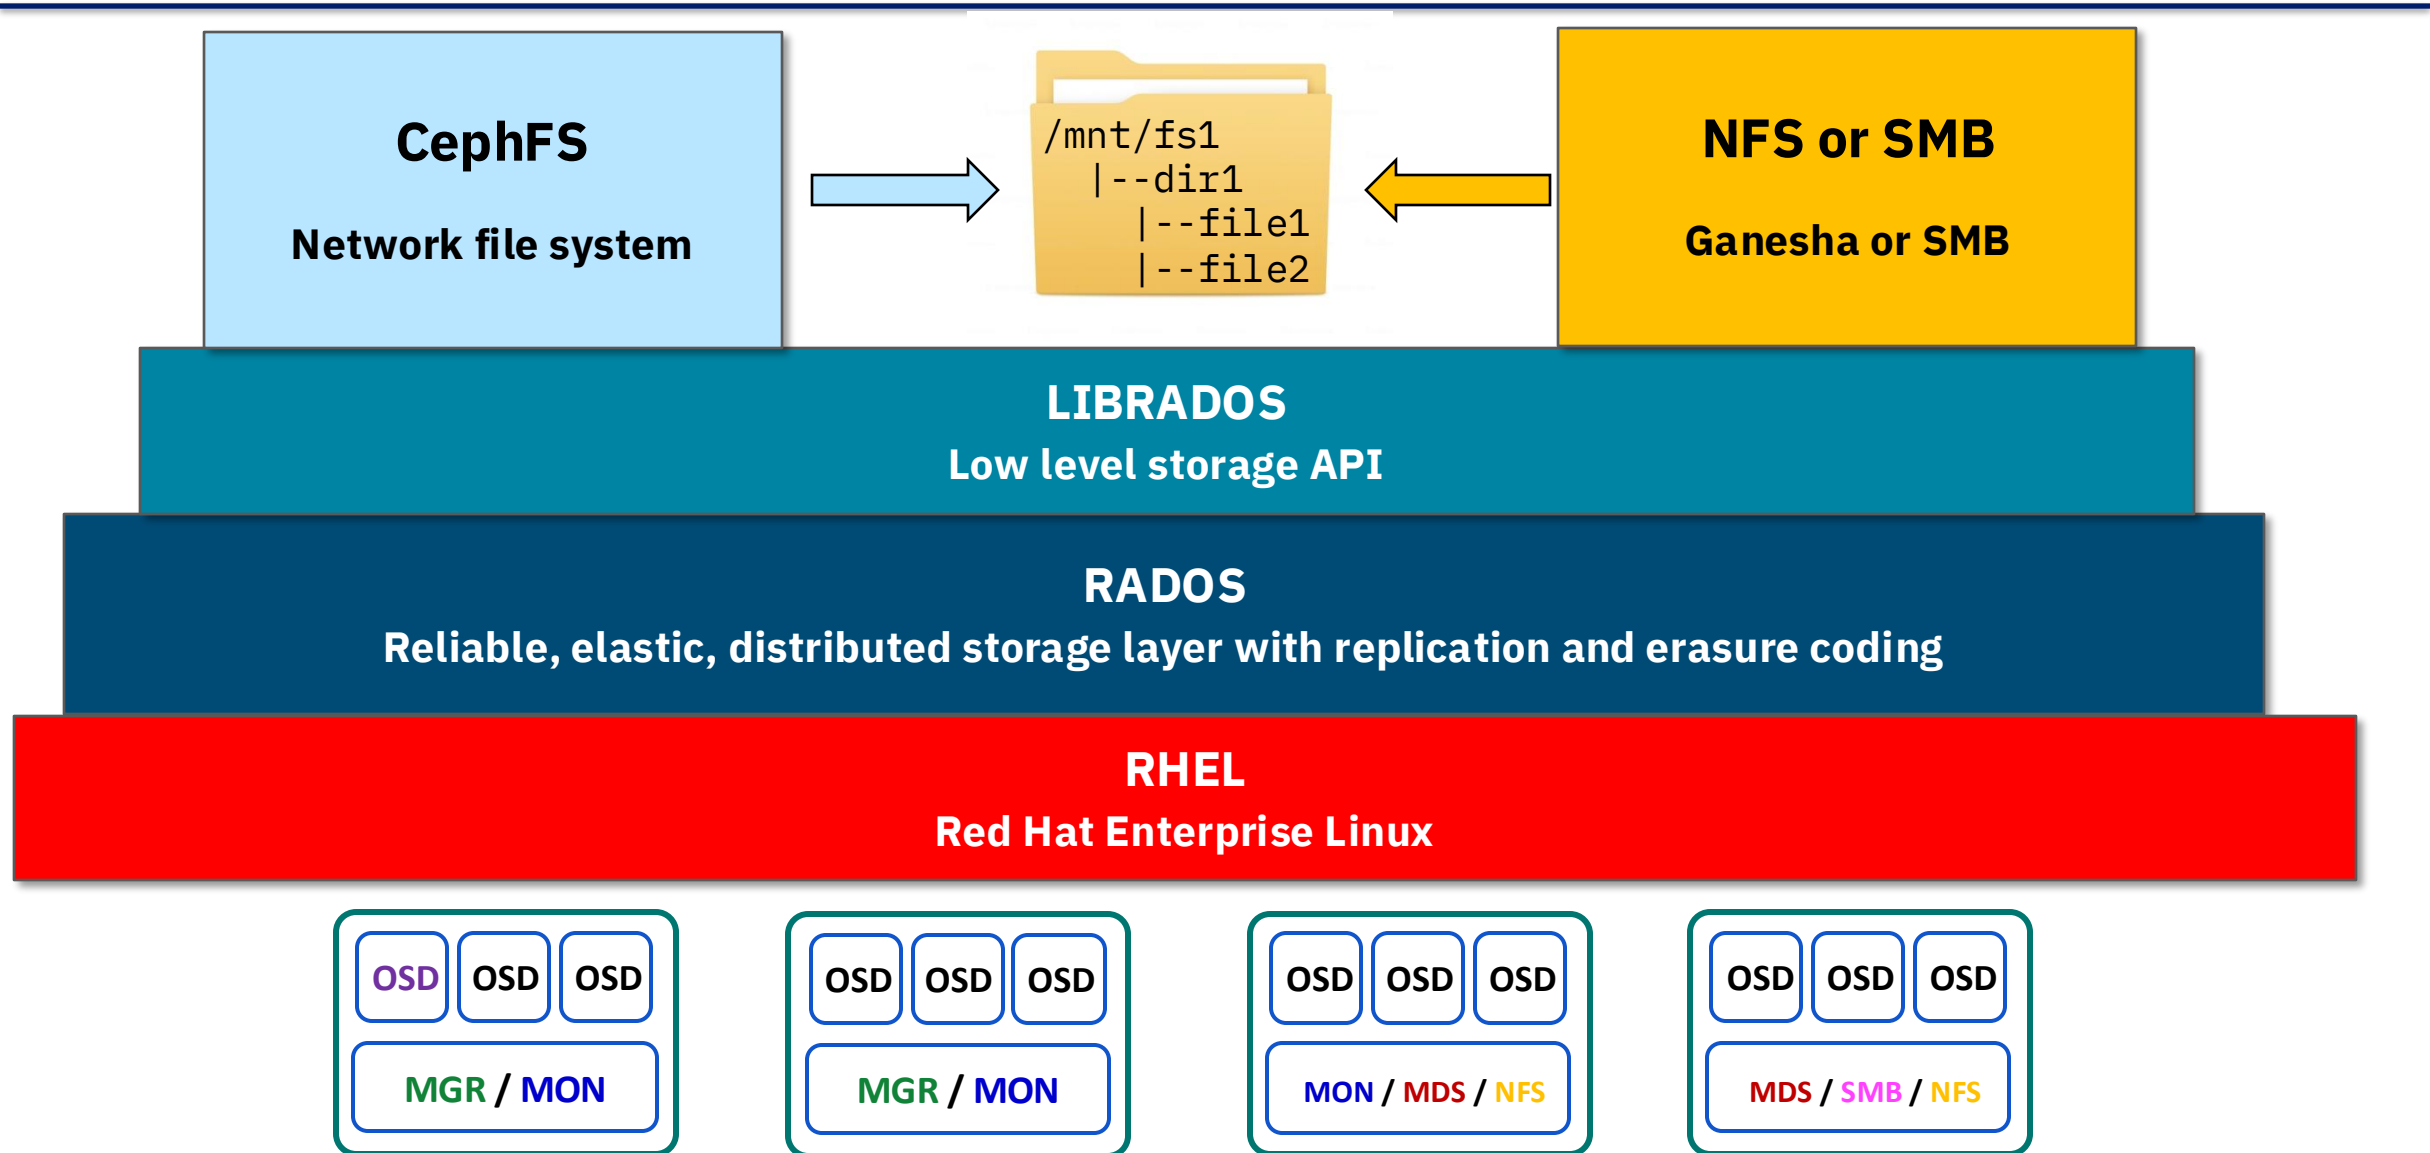 CephFS
Network file system
/mnt/fs1
|--dir1
|--file1
|--file2
NFS or SMB
Ganesha or SMB
LIBRADOS
Low level storage API
RADOS
Reliable, elastic, distributed storage layer with replication and erasure coding
RHEL
Red Hat Enterprise Linux
OSD OSD OSD
MGR / MON
OSD OSD OSD
MGR / MON
OSD OSD OSD
MON / MDS / NFS
OSD OSD OSD
MDS / SMB / NFS